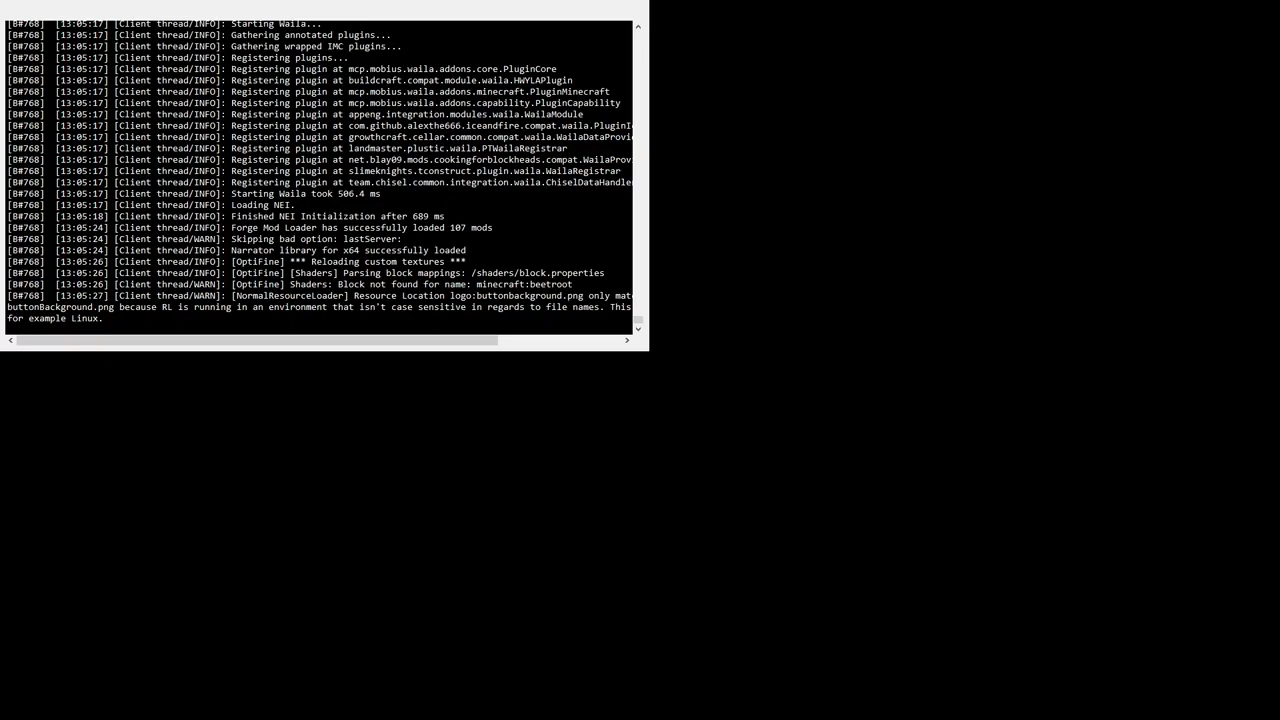 [B#768] [13:05:17] [Client thread/INFO]: Starting Waila...
[B#768] [13:05:17] [Client thread/INFO]: Gathering annotated plugins...
[B#768] [13:05:17] [Client thread/INFO]: Gathering wrapped IMC plugins...
[B#768] [13:05:17] [Client thread/INFO]: Registering plugins...
[B#768] [13:05:17] [Client thread/INFO]: Registering plugin at mcp.mobius.waila.addons.core.PluginCore
[B#768] [13:05:17] [Client thread/INFO]: Registering plugin at buildcraft.compat.module.waila.HWYLAPlugin
[B#768] [13:05:17] [Client thread/INFO]: Registering plugin at mcp.mobius.waila.addons.minecraft.PluginMinecraft
[B#768] [13:05:17] [Client thread/INFO]: Registering plugin at mcp.mobius.waila.addons.capability.PluginCapability
[B#768] [13:05:17] [Client thread/INFO]: Registering plugin at appeng.integration.modules.waila.WailaModule
[B#768] [13:05:17] [Client thread/INFO]: Registering plugin at com.github.alexthe666.iceandfire.compat.waila.PluginI
[B#768] [13:05:17] [Client thread/INFO]: Registering plugin at growthcraft.cellar.common.compat.waila.WailaDataProvi
[B#768] [13:05:17] [Client thread/INFO]: Registering plugin at landmaster.plustic.waila.PTWailaRegistrar
[B#768] [13:05:17] [Client thread/INFO]: Registering plugin at net.blay09.mods.cookingforblockheads.compat.WailaProvi
[B#768] [13:05:17] [Client thread/INFO]: Registering plugin at slimeknights.tconstruct.plugin.waila.WailaRegistrar
[B#768] [13:05:17] [Client thread/INFO]: Registering plugin at team.chisel.common.integration.waila.ChiselDataHandle
[B#768] [13:05:17] [Client thread/INFO]: Starting Waila took 506.4 ms
[B#768] [13:05:17] [Client thread/INFO]: Loading NEI.
[B#768] [13:05:18] [Client thread/INFO]: Finished NEI Initialization after 689 ms
[B#768] [13:05:24] [Client thread/INFO]: Forge Mod Loader has successfully loaded 107 mods
[B#768] [13:05:24] [Client thread/WARN]: Skipping bad option: lastServer:
[B#768] [13:05:24] [Client thread/INFO]: Narrator library for x64 successfully loaded
[B#768] [13:05:26] [Client thread/INFO]: [OptiFine] *** Reloading custom textures ***
[B#768] [13:05:26] [Client thread/INFO]: [OptiFine] [Shaders] Parsing block mappings: /shaders/block.properties
[B#768] [13:05:26] [Client thread/WARN]: [OptiFine] Shaders: Block not found for name: minecraft:beetroot
[B#768] [13:05:27] [Client thread/WARN]: [NormalResourceLoader] Resource Location logo:buttonbackground.png only mat
buttonBackground.png because RL is running in an environment that isn't case sensitive in regards to file names. This
for example Linux.